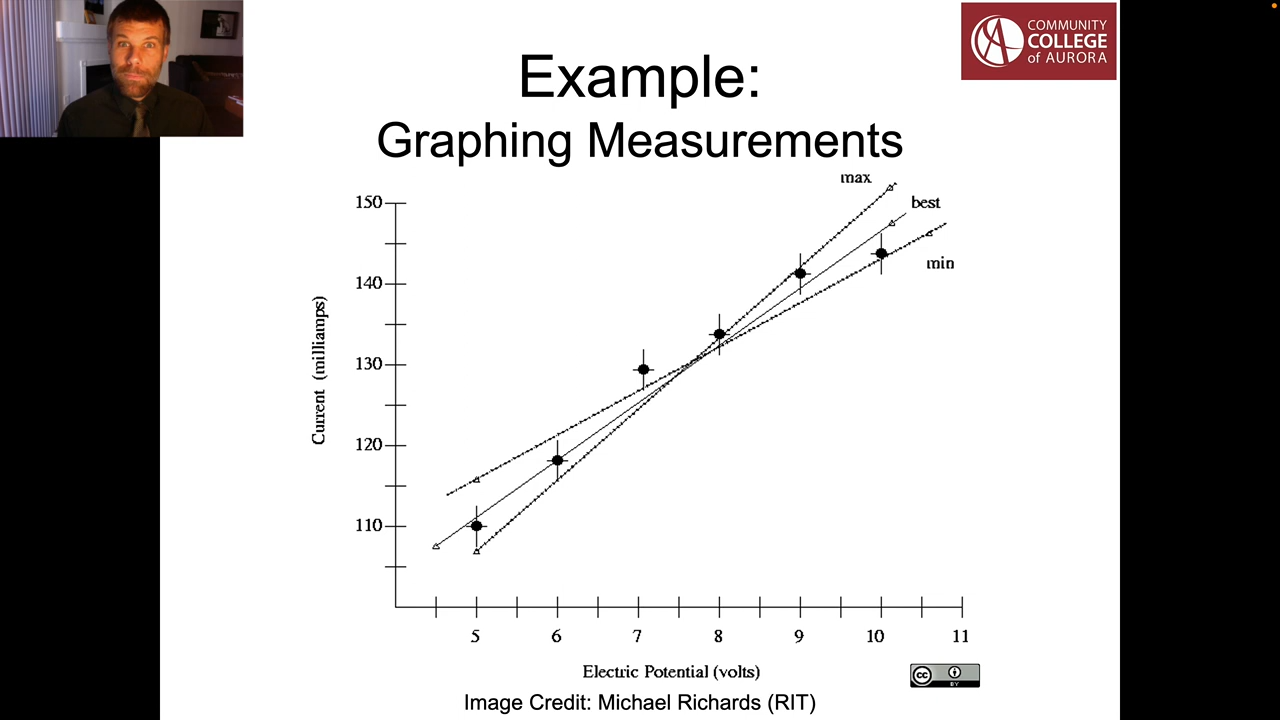 COMMUNITY
COLLEGE
of AURORA
Example:
Graphing Measurements
max
best
min
150
140
130
120
110
Current (milliamps)
5 6 7 8 9 10 11
Electric Potential (volts)
cc
BY
Image Credit: Michael Richards (RIT)